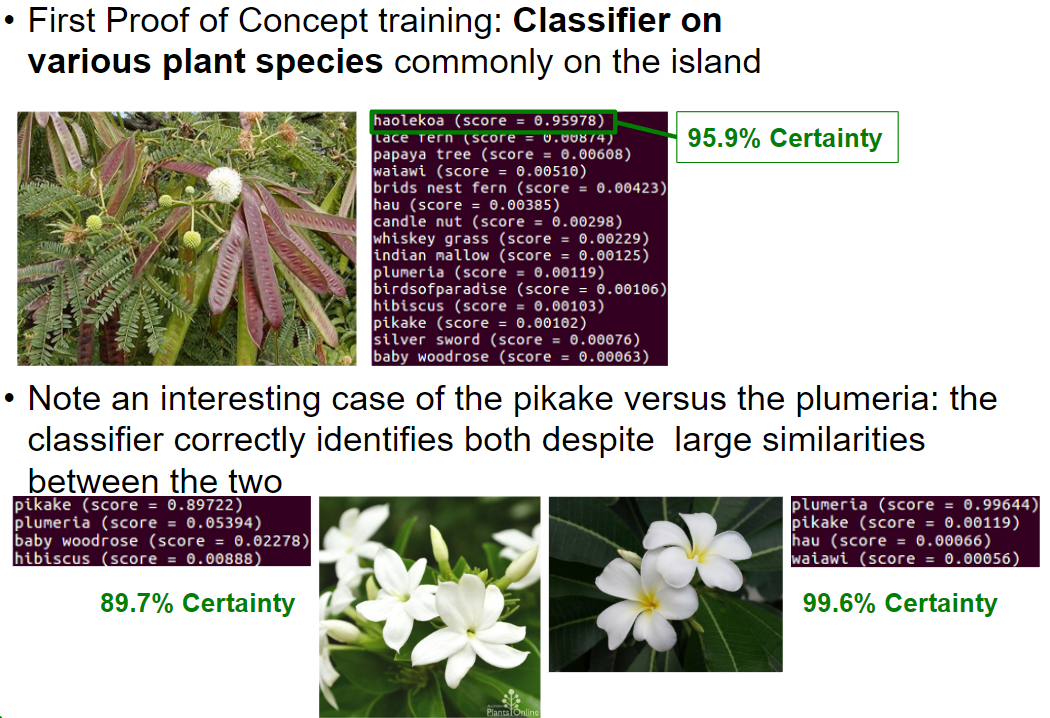 • First Proof of Concept training: Classifier on
various plant species commonly on the island
haolekoa (score = 0.95978)
lace fern (score = 0.00874)
papaya tree (score = 0.00608)
waiawi (score = 0.00510)
brids nest fern (score = 0.00423)
hau (score = 0.00385)
candle nut (score = 0.00298)
whiskey grass (score = 0.00229)
indian mallow (score = 0.00125)
plumeria (score = 0.00119)
birdsofparadise (score = 0.00106)
hibiscus (score = 0.00103)
pikake (score = 0.00102)
silver sword (score = 0.00076)
baby woodrose (score = 0.00063)
95.9% Certainty
• Note an interesting case of the pikake versus the plumeria: the
classifier correctly identifies both despite large similarities
between the two
pikake (score = 0.89722)
plumeria (score = 0.05394)
baby woodrose (score = 0.02278)
hibiscus (score = 0.00888)
89.7% Certainty
Plants Online
plumeria (score = 0.99644)
pikake (score = 0.00119)
hau (score = 0.00066)
waiawi (score = 0.00056)
99.6% Certainty